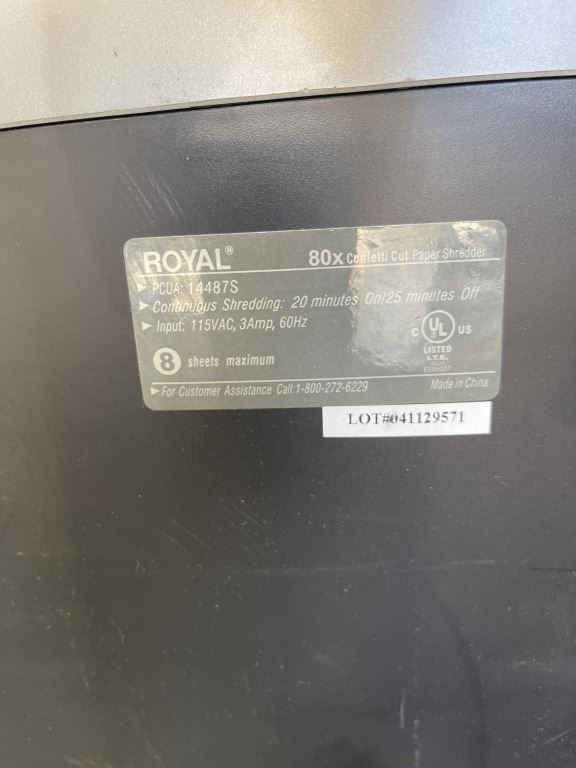 ROYAL® 80x Confetti Cut Paper Shredder
▶ PCUA: 14487S
▶ Continuous Shredding: 20 minutes On/25 minutes Off
▶ Input: 115VAC, 3Amp, 60Hz
C UL® US
LISTED
I.T.E.
8 sheets maximum
▶ For Customer Assistance Call:1-800-272-6229 Made in China
LOT#041129571